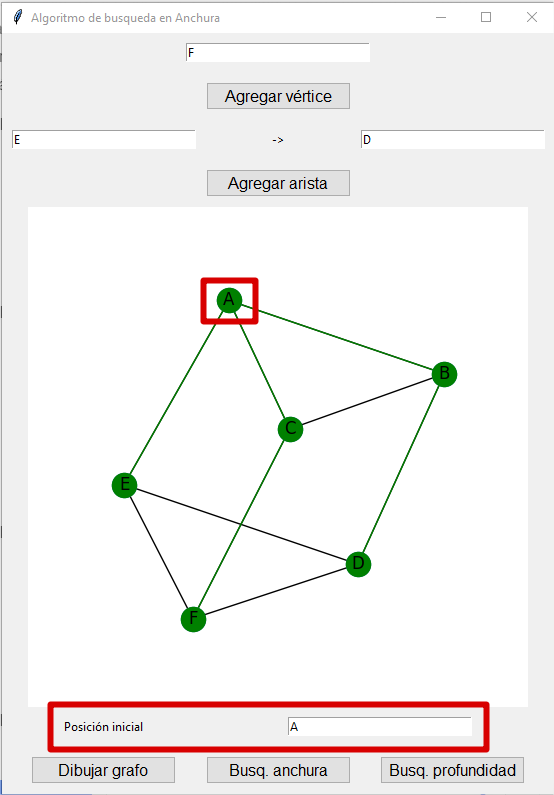 Algoritmo de busqueda en Anchura
F
Agregar vértice
E -> D
Agregar arista
A
B
C
E
D
F
Posición inicial A
Dibujar grafo Busq. anchura Busq. profundidad